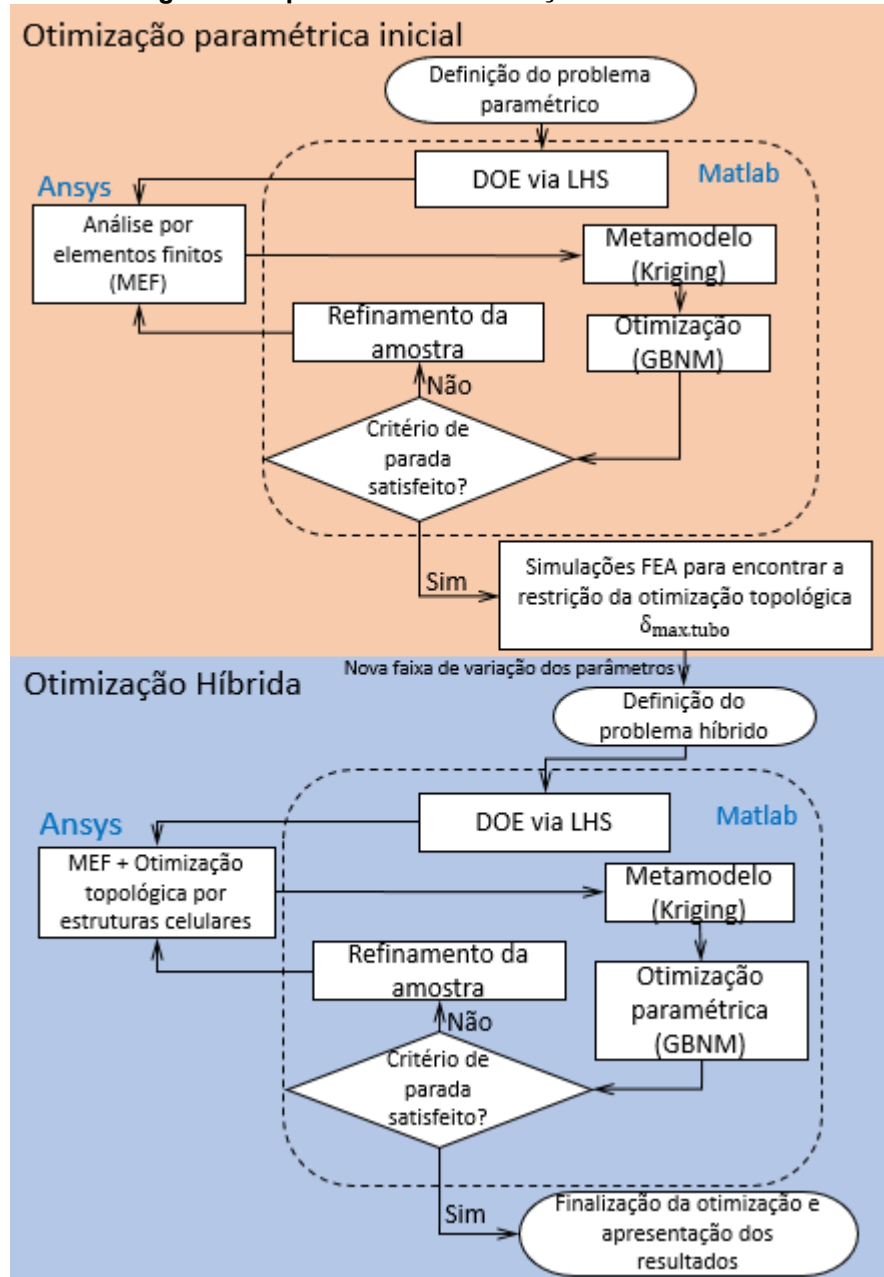 Otimização paramétrica inicial
Definição do problema
paramétrico
DOE via LHS
Matlab
Ansys
Análise por
elementos finitos
(MEF)
Metamodelo
(Kriging)
Refinamento da
amostra
Otimização
(GBNM)
Não
Critério de
parada
satisfeito?
Sim
Simulações FEA para encontrar a
restrição da otimização topológica
δmax.tubo
Nova faixa de variação dos parâmetros
Otimização Híbrida
Definição do
problema híbrido
DOE via LHS
Matlab
Ansys
MEF + Otimização
topológica por
estruturas celulares
Metamodelo
(Kriging)
Refinamento da
amostra
Otimização
paramétrica
(GBNM)
Não
Critério de
parada
satisfeito?
Sim
Finalização da otimização e
apresentação dos
resultados